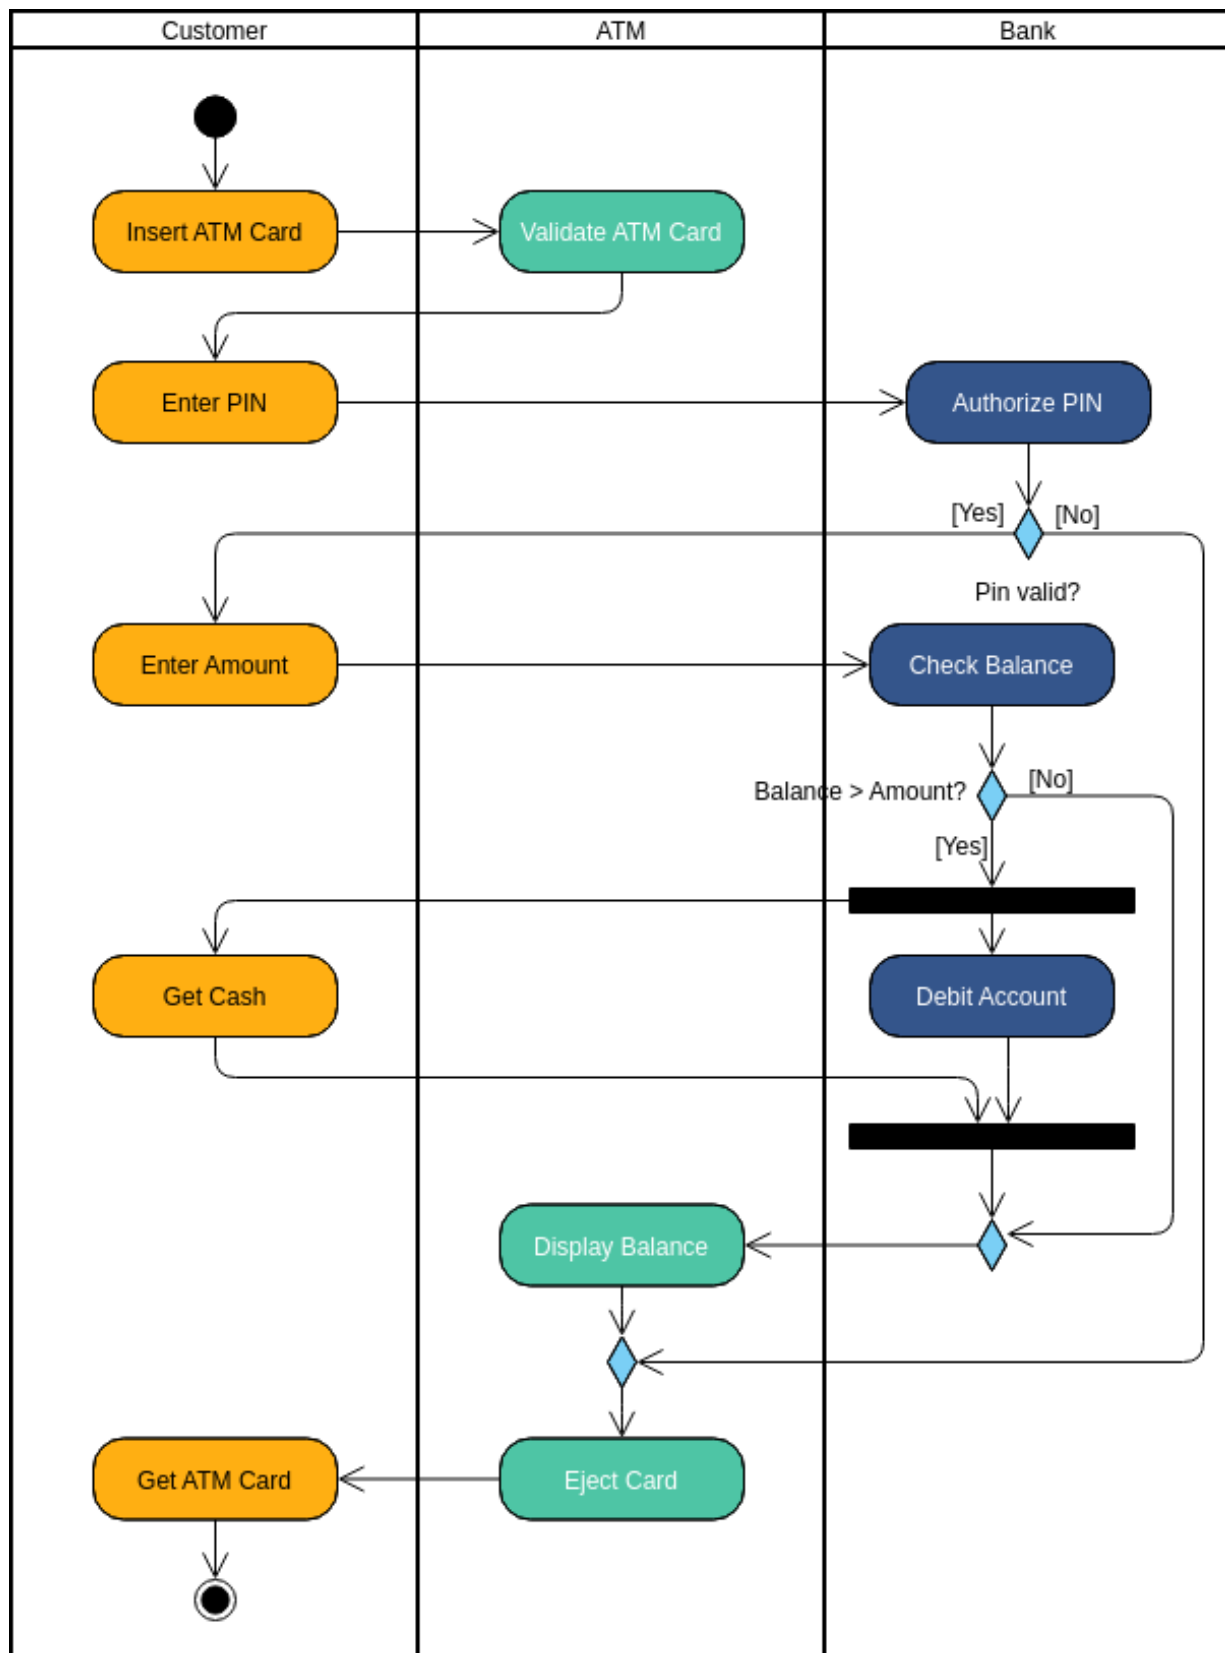 Customer
ATM
Bank
Insert ATM Card
Validate ATM Card
Enter PIN
Authorize PIN
[Yes]
[No]
Pin valid?
Enter Amount
Check Balance
Balance > Amount?
[No]
[Yes]
Get Cash
Debit Account
Display Balance
Get ATM Card
Eject Card